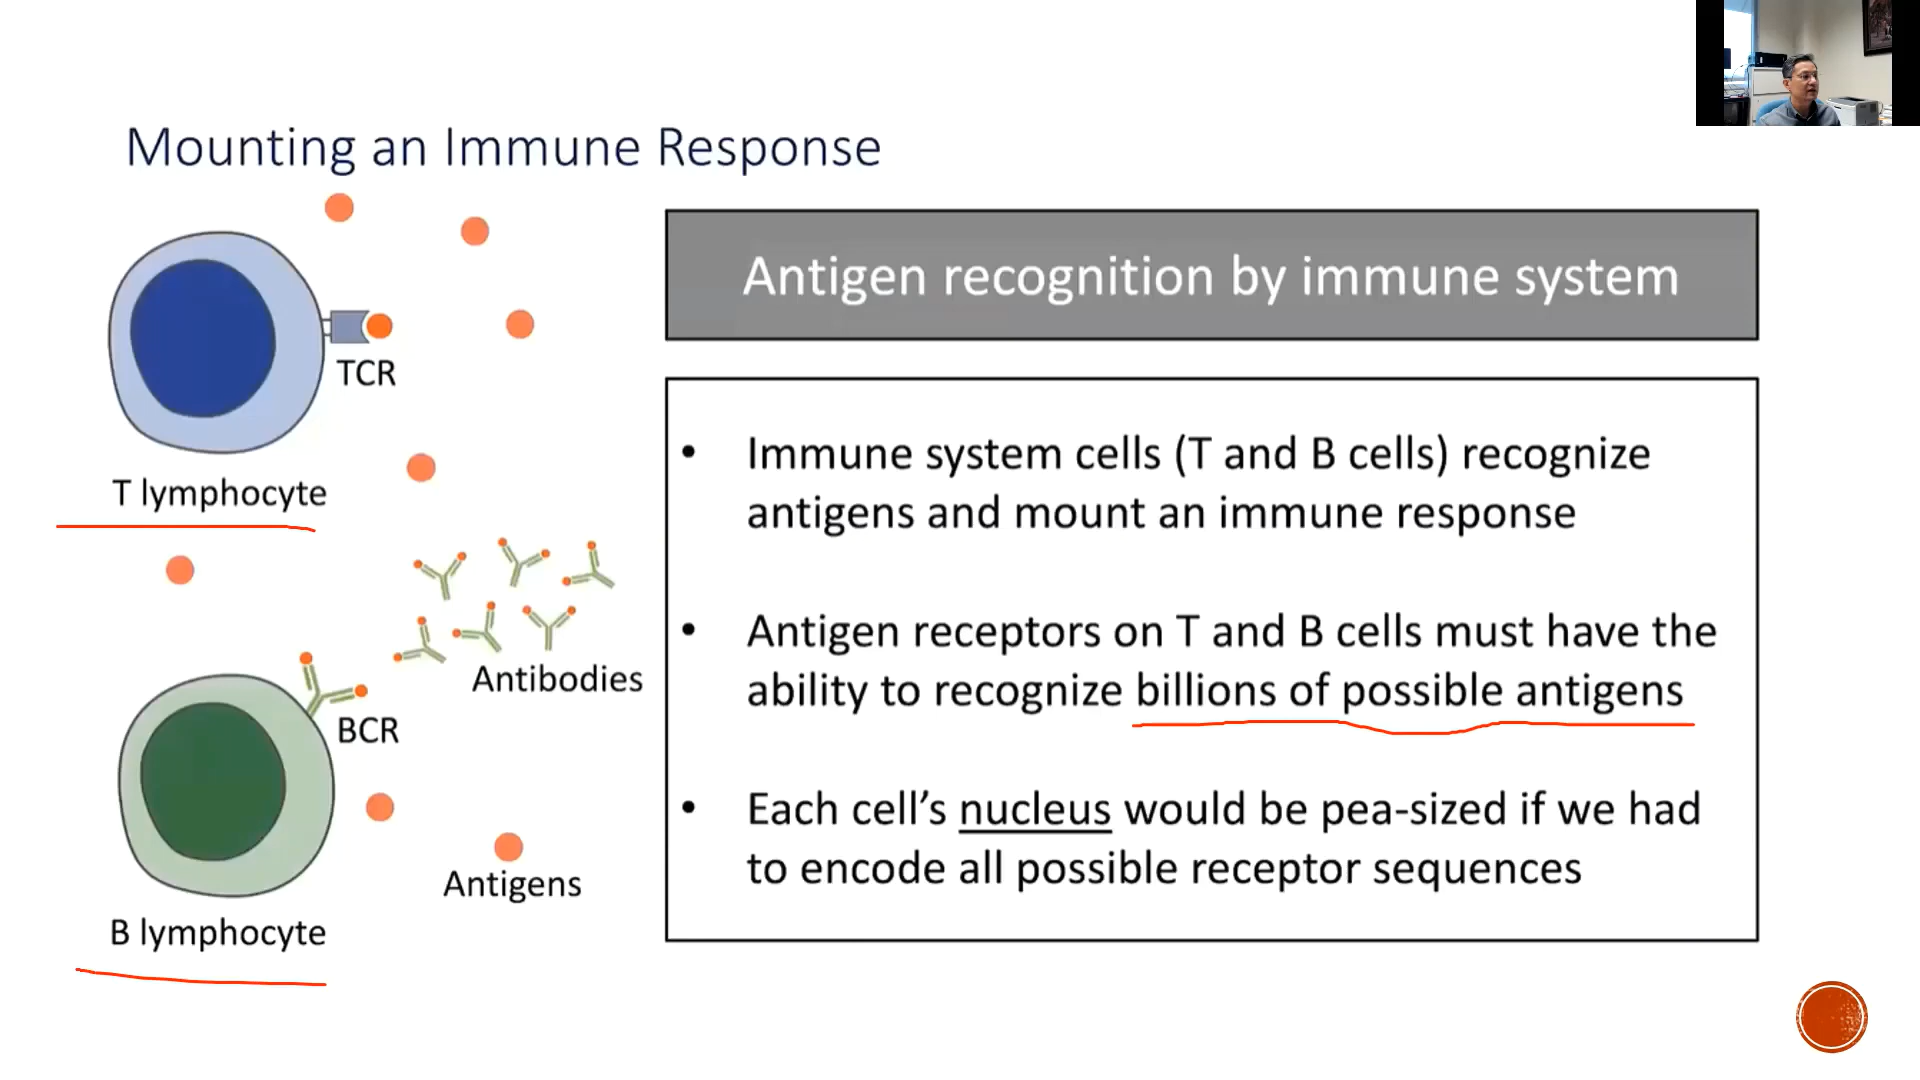 Mounting an Immune Response
TCR
T lymphocyte
Antibodies
BCR
Antigens
B lymphocyte
Antigen recognition by immune system
• Immune system cells (T and B cells) recognize
antigens and mount an immune response
• Antigen receptors on T and B cells must have the
ability to recognize billions of possible antigens
• Each cell’s nucleus would be pea-sized if we had
to encode all possible receptor sequences